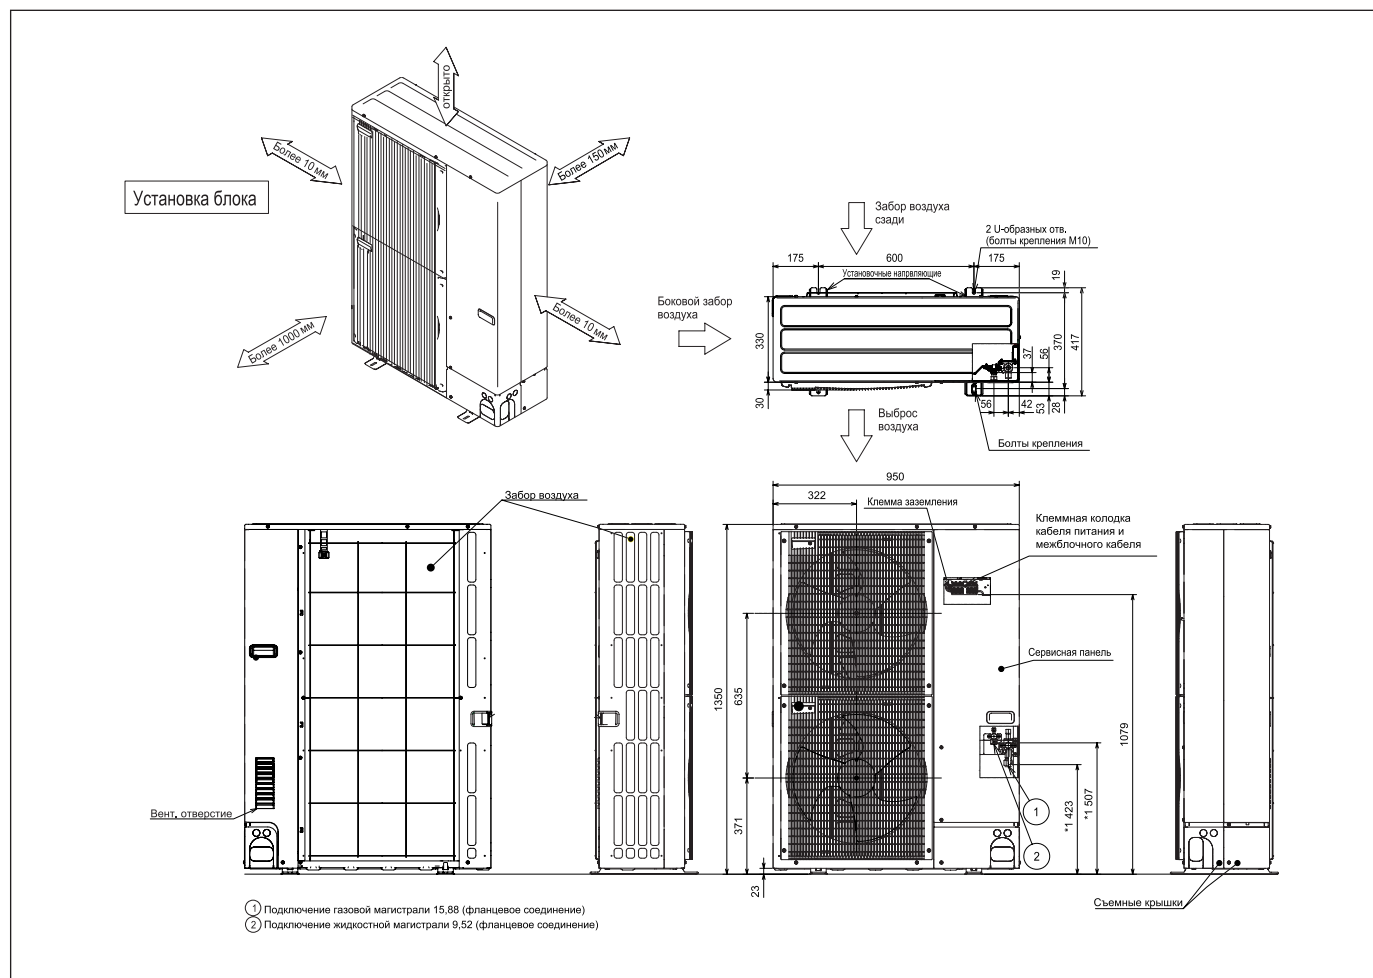 открыто
Более 10 мм
Более 150 мм
Установка блока
Более 1000 мм
Более 10 мм
Забор воздуха
сзади
2 U-образных отв.
(болты крепления М10)
175
600
175
19
Установочные напрвляющие
Боковой забор
воздуха
330
37
56
370
417
30
56
42
53
28
Выброс
воздуха
Болты крепления
950
322
Забор воздуха
Клемма заземления
Клеммная колодка
кабеля питания и
межблочного кабеля
Сервисная панель
1350
635
1079
371
*1 423
*1 507
1
2
23
Вент, отверстие
Съемные крышки
1 Подключение газовой магистрали 15,88 (фланцевое соединение)
2 Подключение жидкостной магистрали 9,52 (фланцевое соединение)